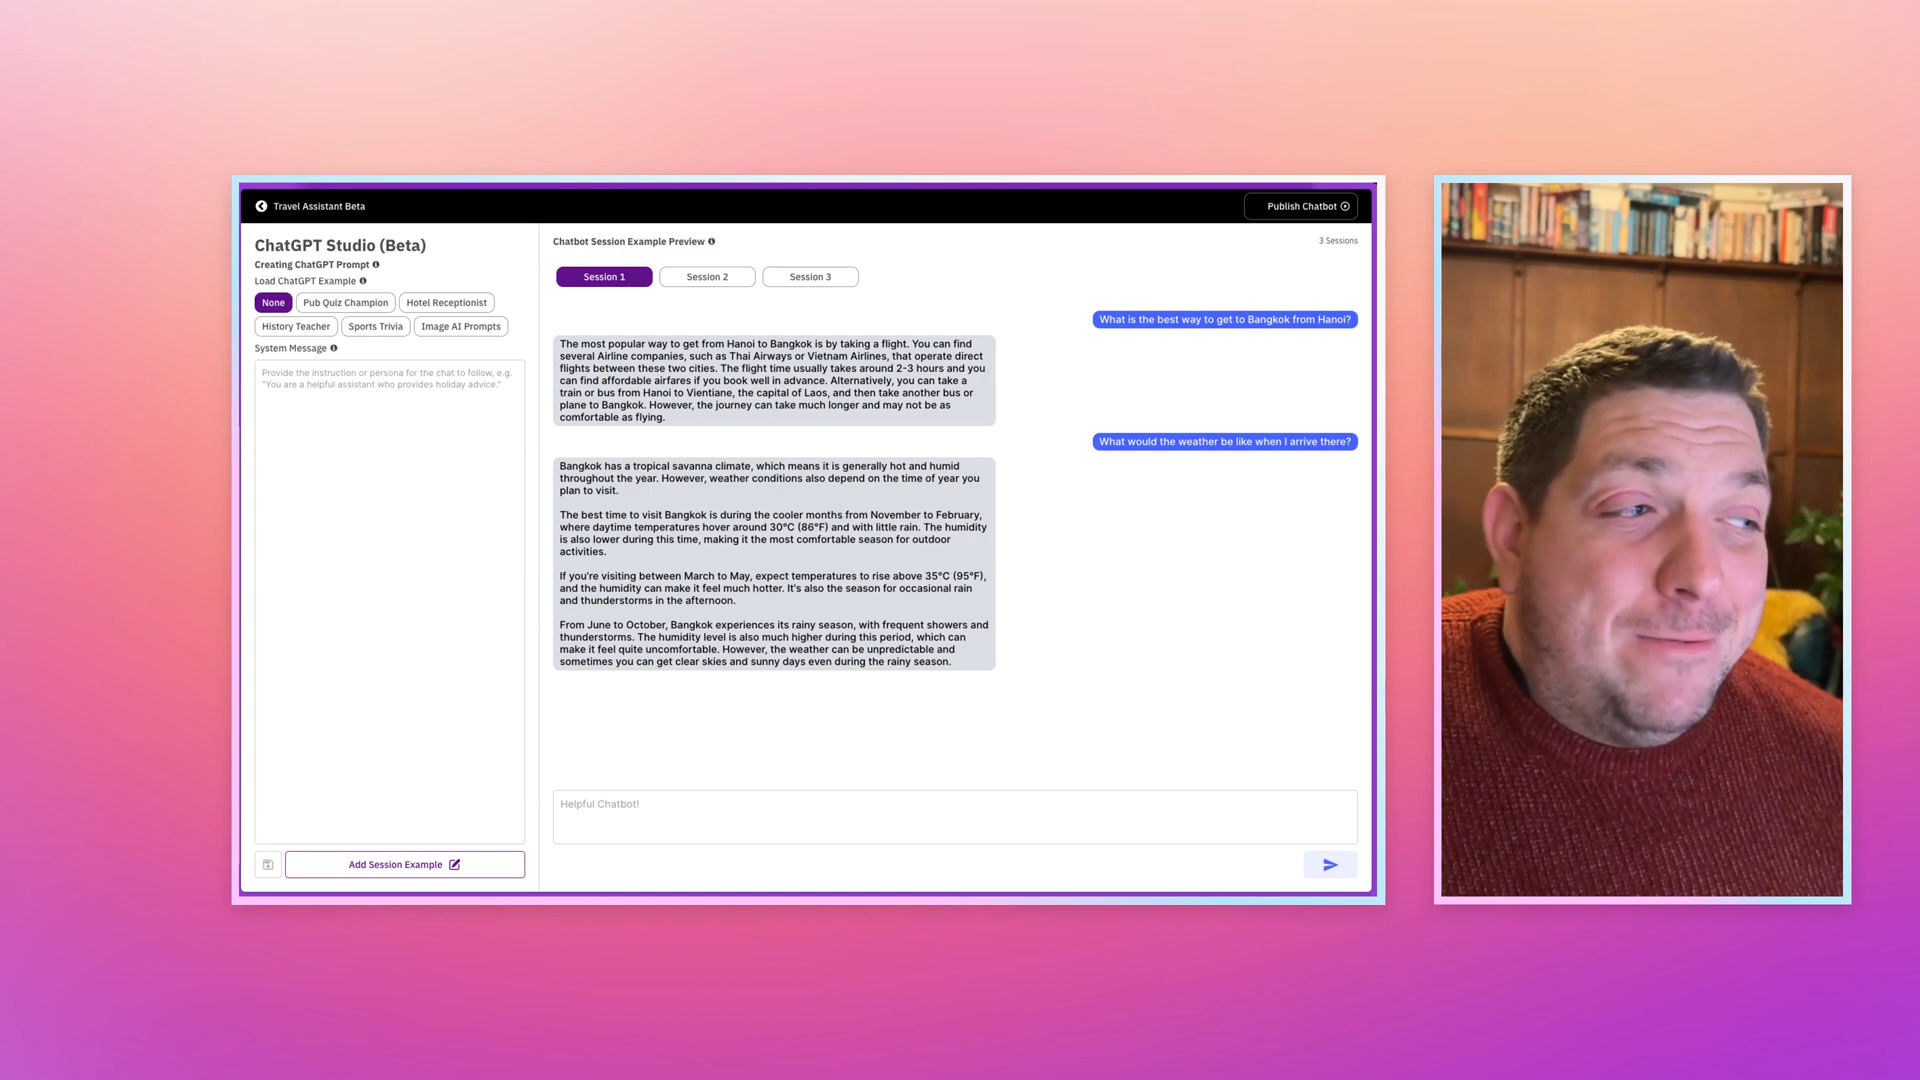 Travel Assistant Beta
Publish Chatbot
ChatGPT Studio (Beta)
Creating ChatGPT Prompt
Load ChatGPT Example
None
Pub Quiz Champion
Hotel Receptionist
History Teacher
Sports Trivia
Image AI Prompts
System Message
Provide the instruction or persona for the chat to follow, e.g.
"You are a helpful assistant who provides holiday advice."
Add Session Example
Chatbot Session Example Preview
3 Sessions
Session 1
Session 2
Session 3
What is the best way to get to Bangkok from Hanoi?
The most popular way to get from Hanoi to Bangkok is by taking a flight. You can find
several Airline companies, such as Thai Airways or Vietnam Airlines, that operate direct
flights between these two cities. The flight time usually takes around 2-3 hours and you
can find affordable airfares if you book well in advance. Alternatively, you can take a
train or bus from Hanoi to Vientiane, the capital of Laos, and then take another bus or
plane to Bangkok. However, the journey can take much longer and may not be as
comfortable as flying.
What would the weather be like when I arrive there?
Bangkok has a tropical savanna climate, which means it is generally hot and humid
throughout the year. However, weather conditions also depend on the time of year you
plan to visit.
The best time to visit Bangkok is during the cooler months from November to February,
where daytime temperatures hover around 30°C (86°F) and with little rain. The humidity
is also lower during this time, making it the most comfortable season for outdoor
activities.
If you're visiting between March to May, expect temperatures to rise above 35°C (95°F),
and the humidity can make it feel much hotter. It's also the season for occasional rain
and thunderstorms in the afternoon.
From June to October, Bangkok experiences its rainy season, with frequent showers and
thunderstorms. The humidity level is also much higher during this period, which can
make it feel quite uncomfortable. However, the weather can be unpredictable and
sometimes you can get clear skies and sunny days even during the rainy season.
Helpful Chatbot!